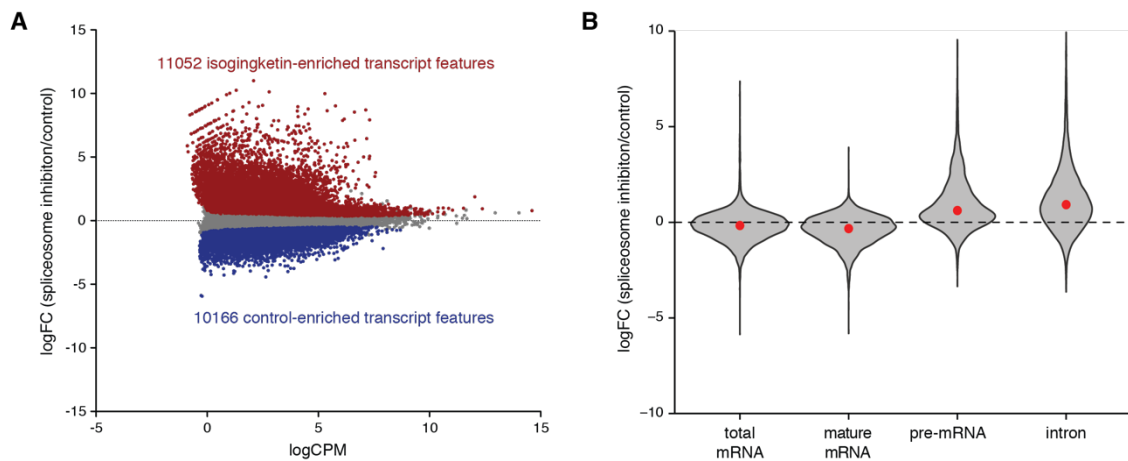 A
B
logFC (spliceosome inhibiton/control)
15
10
5
0
-5
-10
-15
11052 isogingketin-enriched transcript features
10166 control-enriched transcript features
-5
0
5
10
15
logCPM
logFC (spliceosome inhibition/control)
10
5
0
−5
−10
total
mRNA
mature
mRNA
pre-mRNA
intron